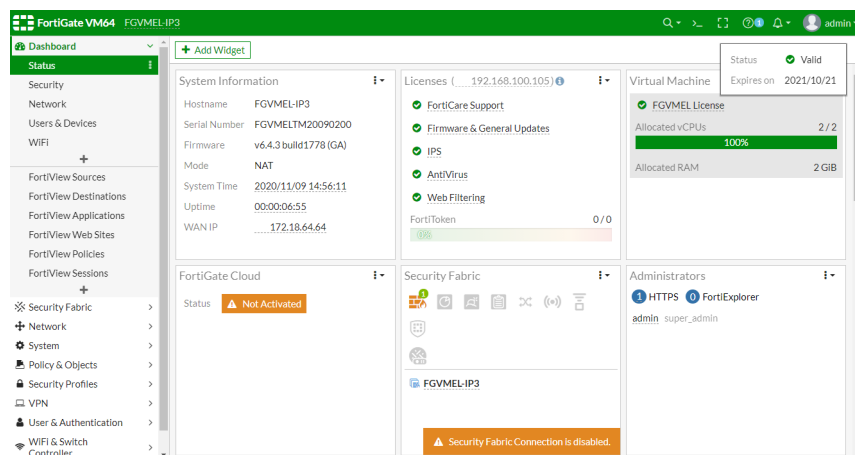 FortiGate VM64 FGVMEL-IP3
1 admin
Dashboard
Status
Security
Network
Users & Devices
WiFi
FortiView Sources
FortiView Destinations
FortiView Applications
FortiView Web Sites
FortiView Policies
FortiView Sessions
Security Fabric
Network
System
Policy & Objects
Security Profiles
VPN
User & Authentication
WiFi & Switch
Controller
+ Add Widget
System Information
Hostname FGVMEL-IP3
Serial Number FGVMELTM20090200
Firmware v6.4.3 build1778 (GA)
Mode NAT
System Time 2020/11/09 14:56:11
Uptime 00:00:06:55
WAN IP 172.18.64.64
Licenses ( 192.168.100.105)
FortiCare Support
Firmware & General Updates
IPS
AntiVirus
Web Filtering
FortiToken 0 / 0
0%
Virtual Machine
Status Valid
Expires on 2021/10/21
FGVMEL License
Allocated vCPUs 2 / 2
100%
Allocated RAM 2 GiB
FortiGate Cloud
Status Not Activated
Security Fabric
1
FGVMEL-IP3
Security Fabric Connection is disabled.
Administrators
1 HTTPS 0 FortiExplorer
admin super_admin